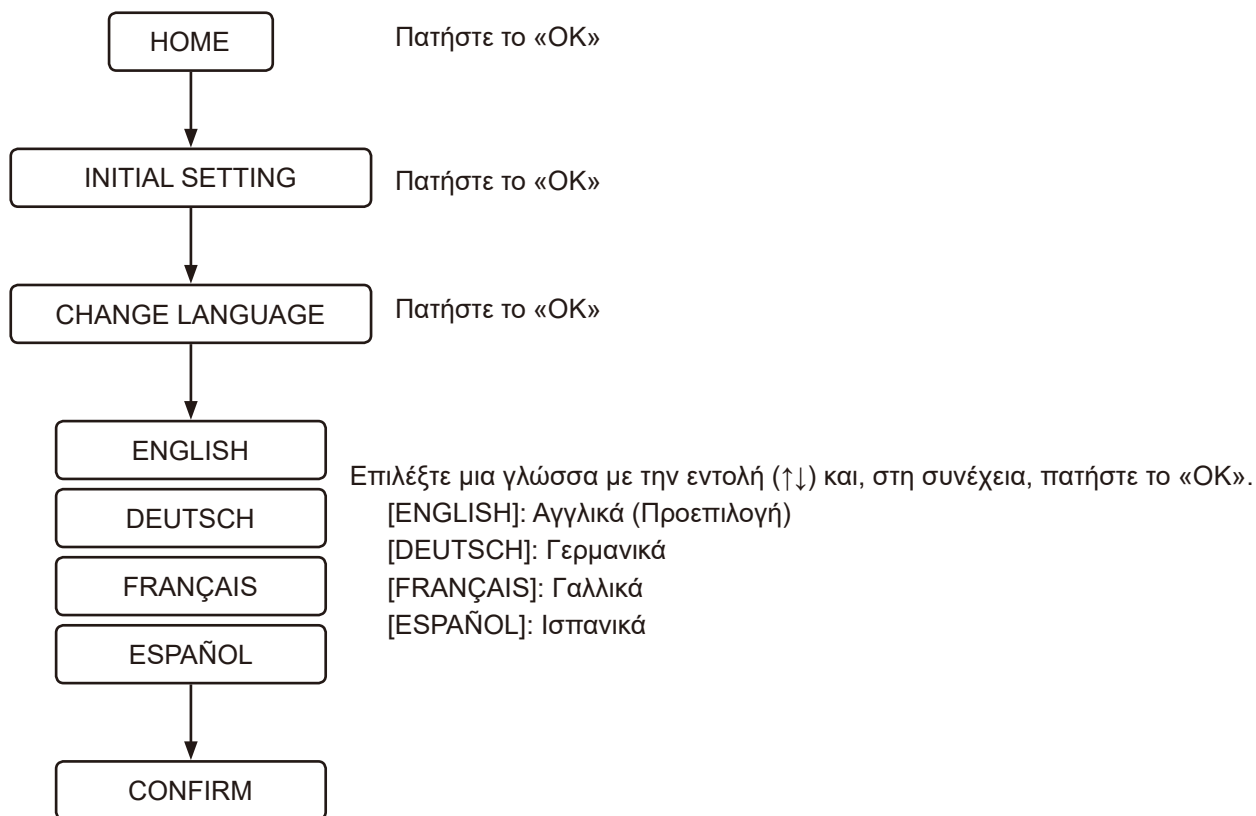 HOME
Πατήστε το «OK»
INITIAL SETTING
Πατήστε το «OK»
CHANGE LANGUAGE
Πατήστε το «OK»
ENGLISH
DEUTSCH
FRANÇAIS
ESPAÑOL
Επιλέξτε μια γλώσσα με την εντολή (↑↓) και, στη συνέχεια, πατήστε το «OK».
[ENGLISH]: Αγγλικά (Προεπιλογή)
[DEUTSCH]: Γερμανικά
[FRANÇAIS]: Γαλλικά
[ESPAÑOL]: Ισπανικά
CONFIRM